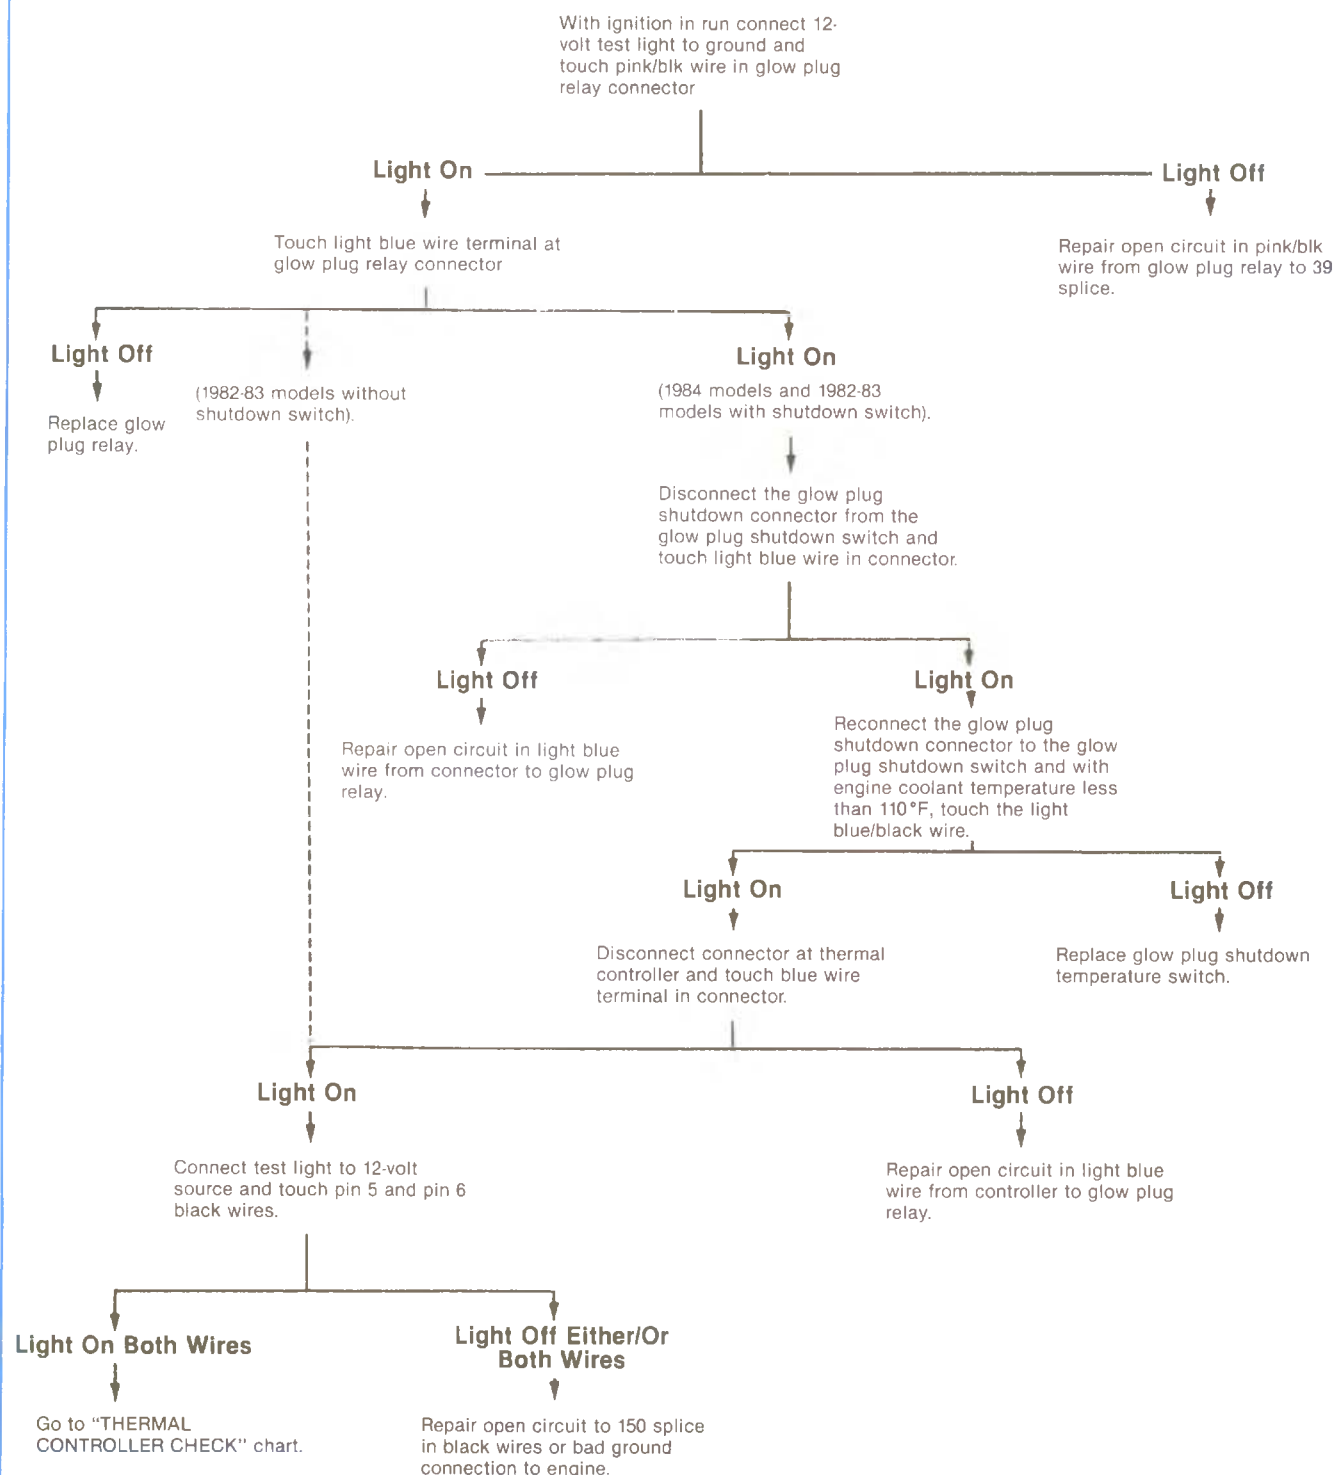 With ignition in run connect 12-
volt test light to ground and
touch pink/blk wire in glow plug
relay connector
Light On
Light Off
Touch light blue wire terminal at
glow plug relay connector
Repair open circuit in pink/blk
wire from glow plug relay to 39
splice.
Light Off
Replace glow
plug relay.
(1982-83 models without
shutdown switch).
Light On
(1984 models and 1982-83
models with shutdown switch).
Disconnect the glow plug
shutdown connector from the
glow plug shutdown switch and
touch light blue wire in connector.
Light Off
Repair open circuit in light blue
wire from connector to glow plug
relay.
Light On
Reconnect the glow plug
shutdown connector to the glow
plug shutdown switch and with
engine coolant temperature less
than 110°F, touch the light
blue/black wire.
Light On
Disconnect connector at thermal
controller and touch blue wire
terminal in connector.
Light Off
Replace glow plug shutdown
temperature switch.
Light On
Connect test light to 12-volt
source and touch pin 5 and pin 6
black wires.
Light Off
Repair open circuit in light blue
wire from controller to glow plug
relay.
Light On Both Wires
Go to “THERMAL
CONTROLLER CHECK” chart.
Light Off Either/Or
Both Wires
Repair open circuit to 150 splice
in black wires or bad ground
connection to engine.